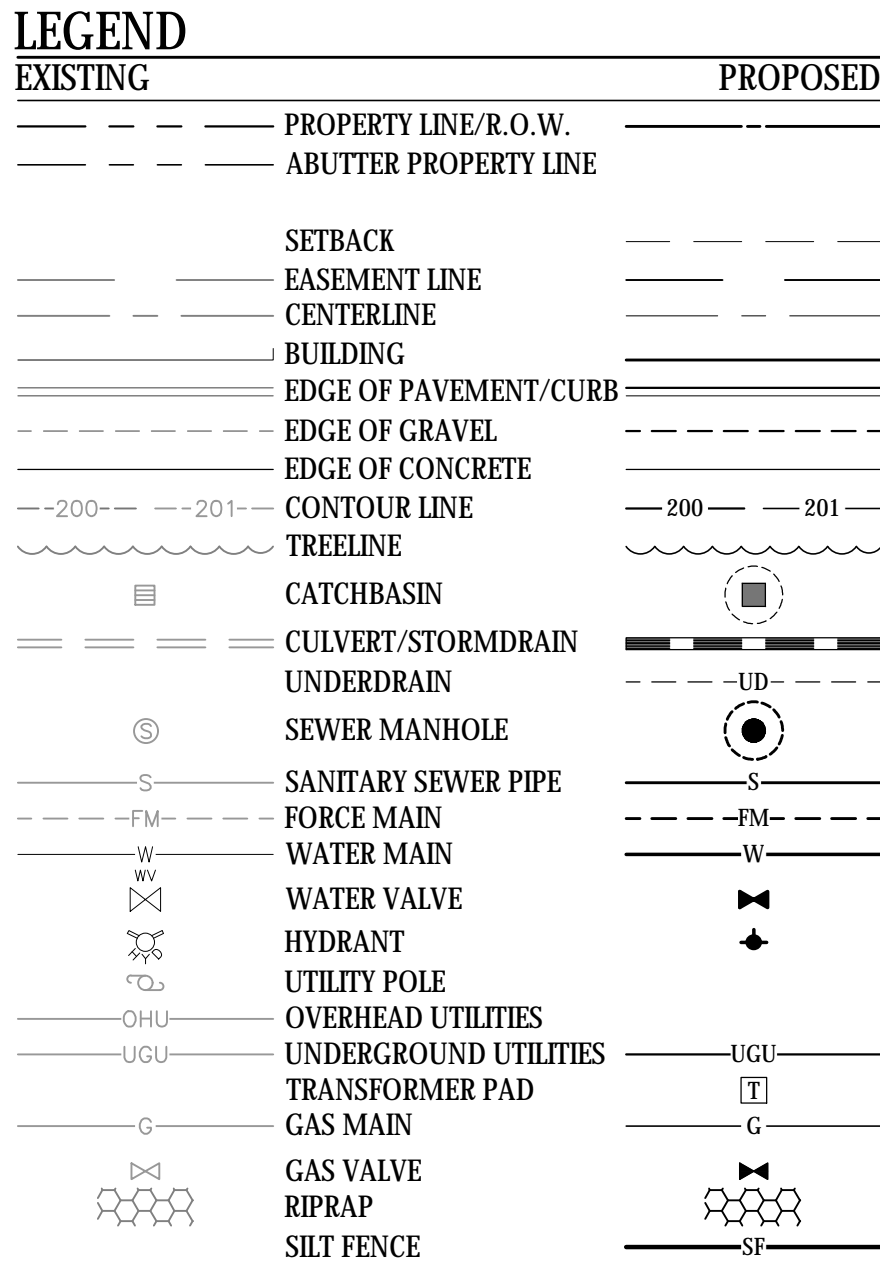 LEGEND
EXISTING PROPOSED
PROPERTY LINE/R.O.W.
ABUTTER PROPERTY LINE
SETBACK
EASEMENT LINE
CENTERLINE
BUILDING
EDGE OF PAVEMENT/CURB
EDGE OF GRAVEL
EDGE OF CONCRETE
200 201 CONTOUR LINE 200 201
TREELINE
CATCHBASIN
CULVERT/STORMDRAIN
UNDERDRAIN UD
S SEWER MANHOLE
S SANITARY SEWER PIPE S
FM FORCE MAIN FM
W WATER MAIN W
WV
WATER VALVE
HYD HYDRANT
UTILITY POLE
OHU OVERHEAD UTILITIES
UGU UNDERGROUND UTILITIES UGU
TRANSFORMER PAD T
G GAS MAIN G
GAS VALVE
RIPRAP
SILT FENCE SF